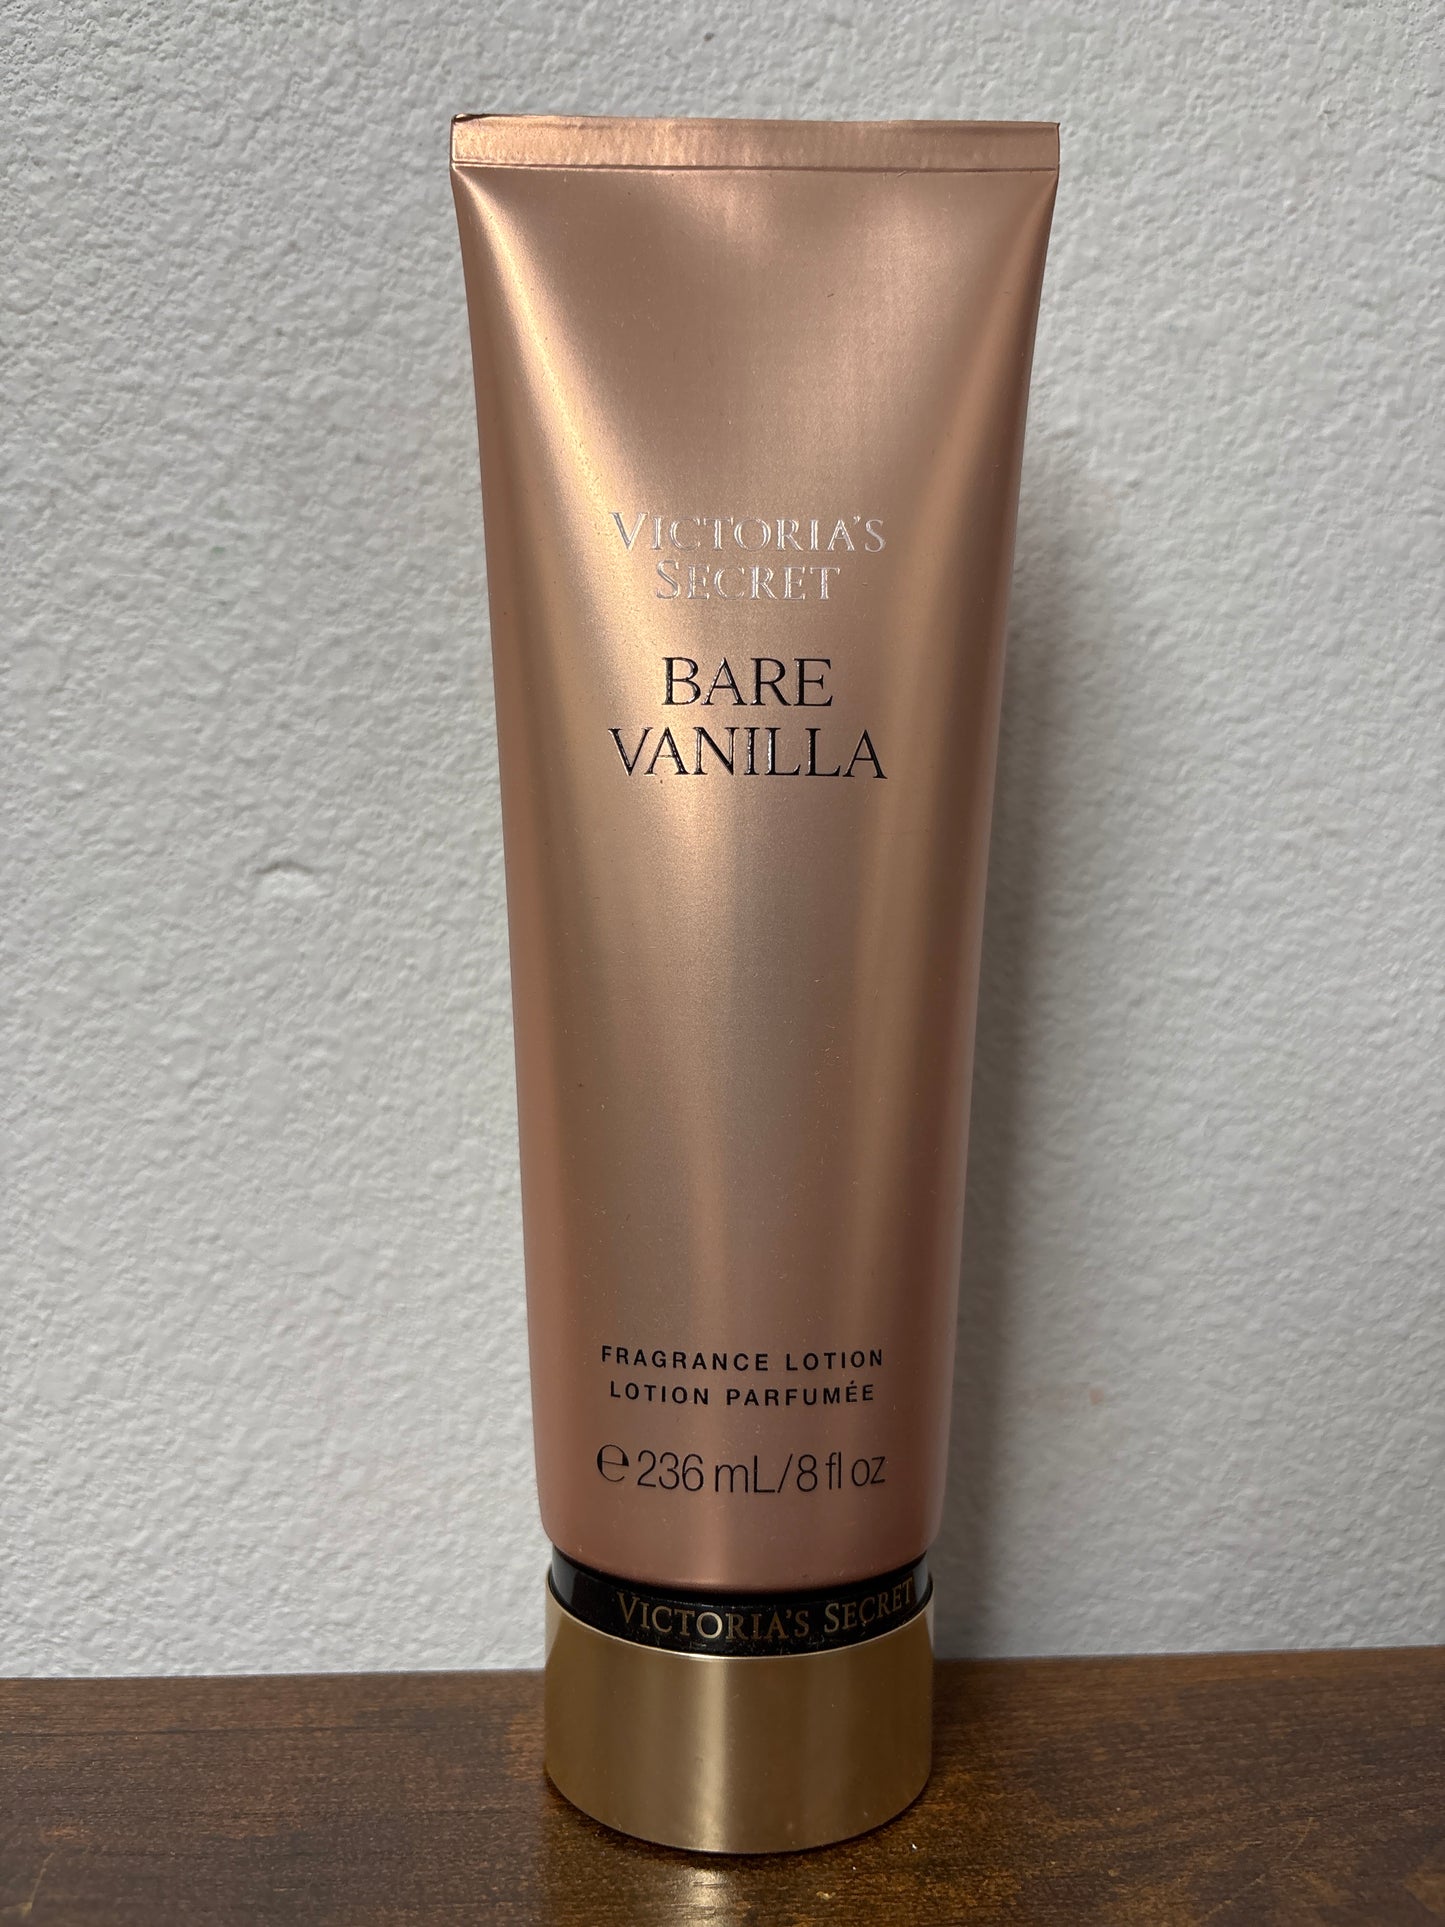 VICTORIA'S
SECRET
BARE
VANILLA
FRAGRANCE LOTION
LOTION PARFUMÉE
℮ 236 mL/8 fl oz
VICTORIA'S SECRET